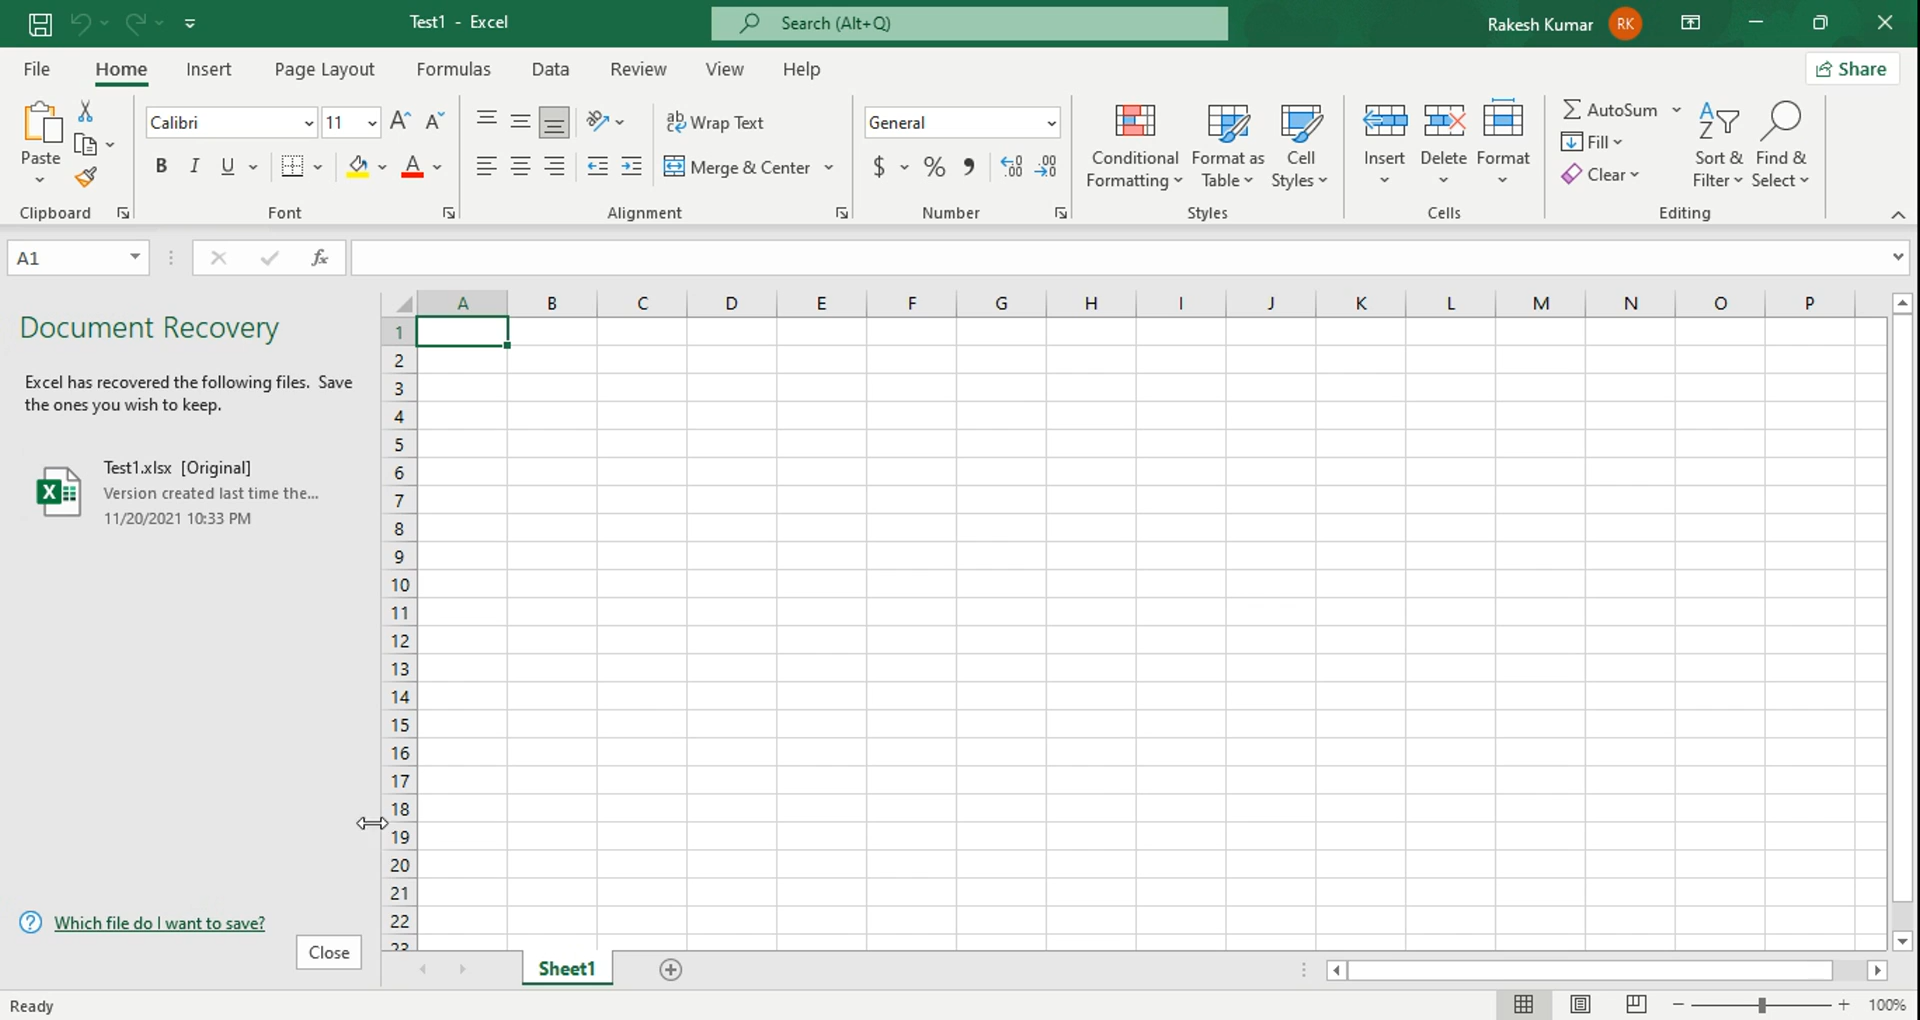 Test1 - Excel
Search (Alt+Q)
Rakesh Kumar RK
File Home Insert Page Layout Formulas Data Review View Help Share
Paste
Clipboard
Calibri 11
B I U A
Font
ab Wrap Text
Merge & Center
Alignment
General
$ % 9
Number
Conditional Formatting
Format as Table
Cell Styles
Styles
Insert Delete Format
Cells
AutoSum
Fill
Clear
Sort & Filter
Find & Select
Editing
A1 fx
Document Recovery
Excel has recovered the following files. Save
the ones you wish to keep.
Test1.xlsx [Original]
Version created last time the...
11/20/2021 10:33 PM
Which file do I want to save?
Close
A B C D E F G H I J K L M N O P
1
2
3
4
5
6
7
8
9
10
11
12
13
14
15
16
17
18
19
20
21
22
23
Sheet1
Ready
100%